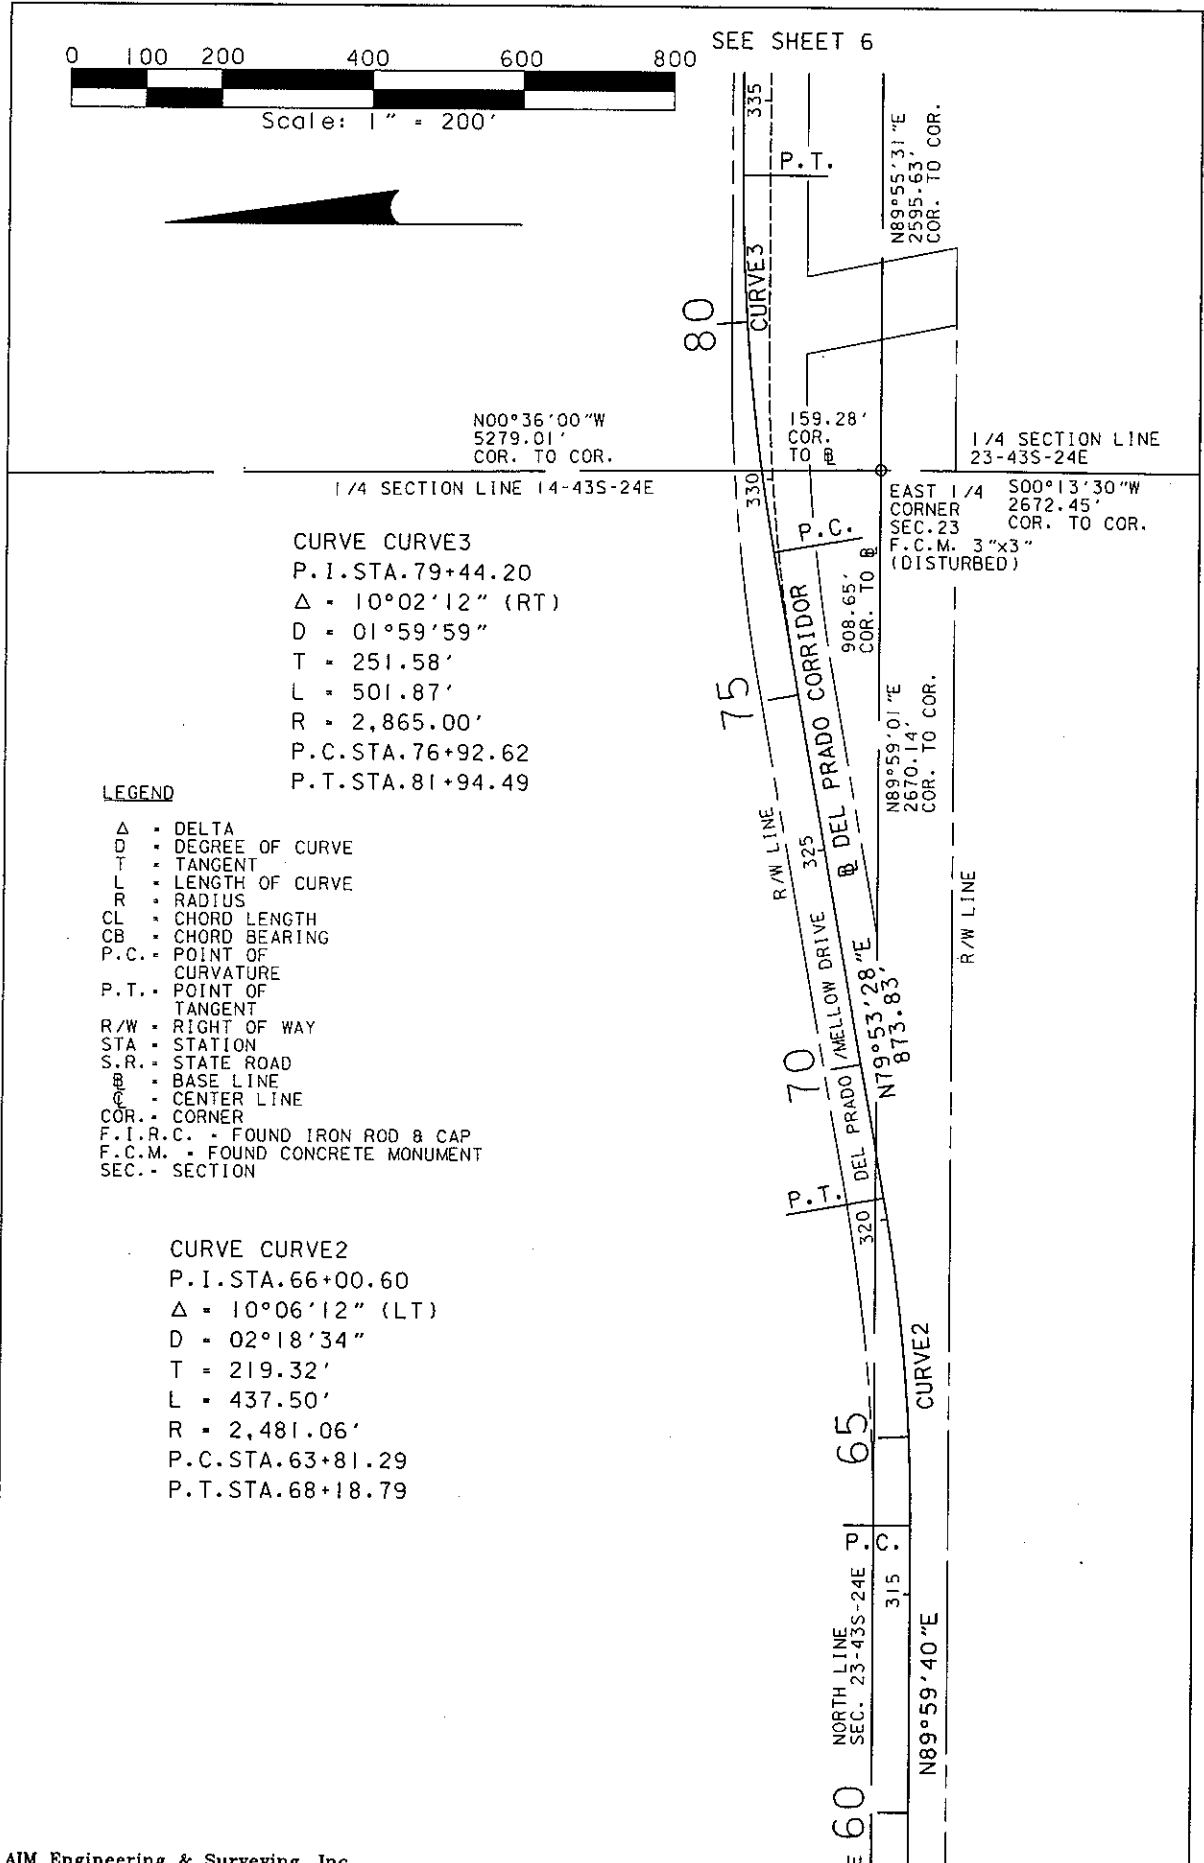 SEE SHEET 6
0 100 200 400 600 800
Scale: 1" = 200'
335
P.T.
N89°55'31"E
2595.63'
COR. TO COR.
CURVE3
80
N00°36'00"W
5279.01'
COR. TO COR.
159.28'
COR.
TO BL
1/4 SECTION LINE
23-43S-24E
1/4 SECTION LINE 14-43S-24E
330
EAST 1/4
CORNER
SEC.23
F.C.M. 3"x3"
(DISTURBED)
S00°13'30"W
2672.45'
COR. TO COR.
P.C.
908.65'
COR. TO BL
CURVE CURVE3
P.I.STA.79+44.20
Δ = 10°02'12" (RT)
D = 01°59'59"
T = 251.58'
L = 501.87'
R = 2,865.00'
P.C.STA.76+92.62
P.T.STA.81+94.49
75
BL DEL PRADO CORRIDOR
N89°59'01"E
2670.14'
COR. TO COR.
LEGEND
Δ = DELTA
D = DEGREE OF CURVE
T = TANGENT
L = LENGTH OF CURVE
R = RADIUS
CL = CHORD LENGTH
CB = CHORD BEARING
P.C. = POINT OF
CURVATURE
P.T. = POINT OF
TANGENT
R/W = RIGHT OF WAY
STA = STATION
S.R. = STATE ROAD
BL = BASE LINE
CL = CENTER LINE
COR. = CORNER
F.I.R.C. = FOUND IRON ROD & CAP
F.C.M. = FOUND CONCRETE MONUMENT
SEC. = SECTION
R/W LINE
325
R/W LINE
DEL PRADO/MELLOW DRIVE
N79°53'28"E
873.83'
70
P.T.
320
CURVE CURVE2
P.I.STA.66+00.60
Δ = 10°06'12" (LT)
D = 02°18'34"
T = 219.32'
L = 437.50'
R = 2,481.06'
P.C.STA.63+81.29
P.T.STA.68+18.79
CURVE2
65
P.C.
315
NORTH LINE
SEC. 23-43S-24E
N89°59'40"E
60
E
AIM Engineering & Surveying, Inc.